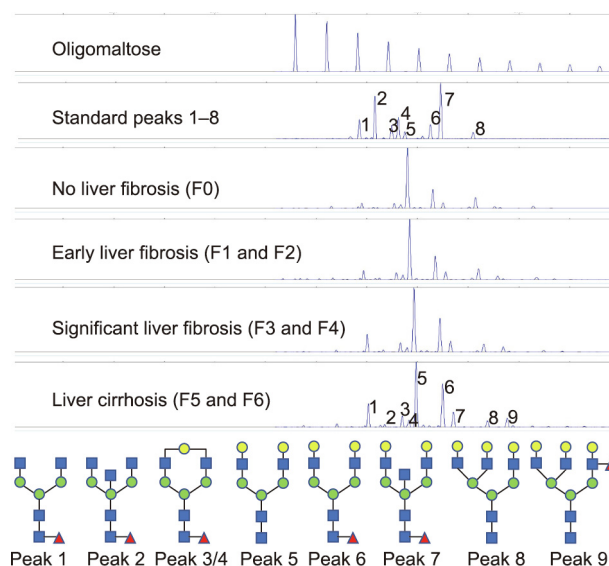 Oligomaltose
Standard peaks 1–8
1 2 3 4 5 6 7 8
No liver fibrosis (F0)
Early liver fibrosis (F1 and F2)
Significant liver fibrosis (F3 and F4)
Liver cirrhosis (F5 and F6)
1 2 3 4 5 6 7 8 9
Peak 1 Peak 2 Peak 3/4 Peak 5 Peak 6 Peak 7 Peak 8 Peak 9